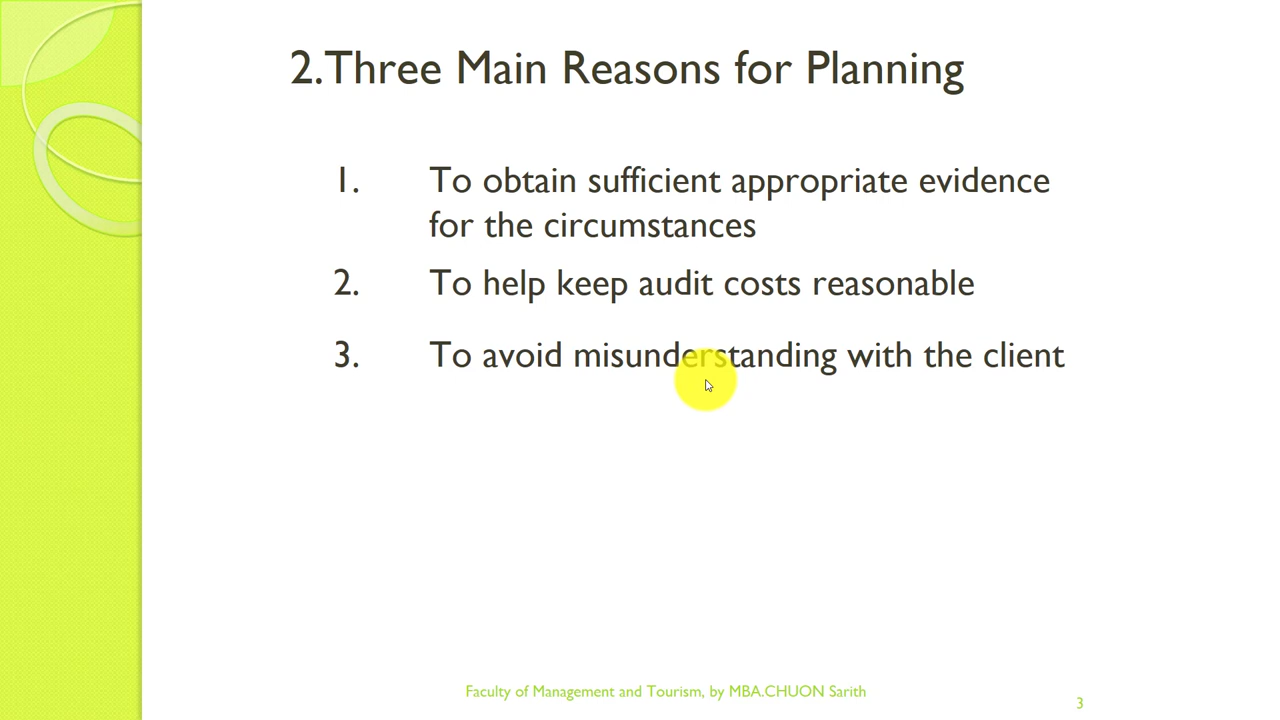 2.Three Main Reasons for Planning
1. To obtain sufficient appropriate evidence
for the circumstances
2. To help keep audit costs reasonable
3. To avoid misunderstanding with the client
Faculty of Management and Tourism, by MBA.CHUON Sarith
3